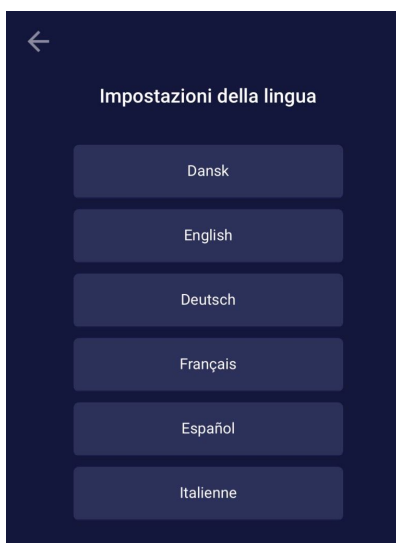 Impostazioni della lingua
Dansk
English
Deutsch
Français
Español
Italienne